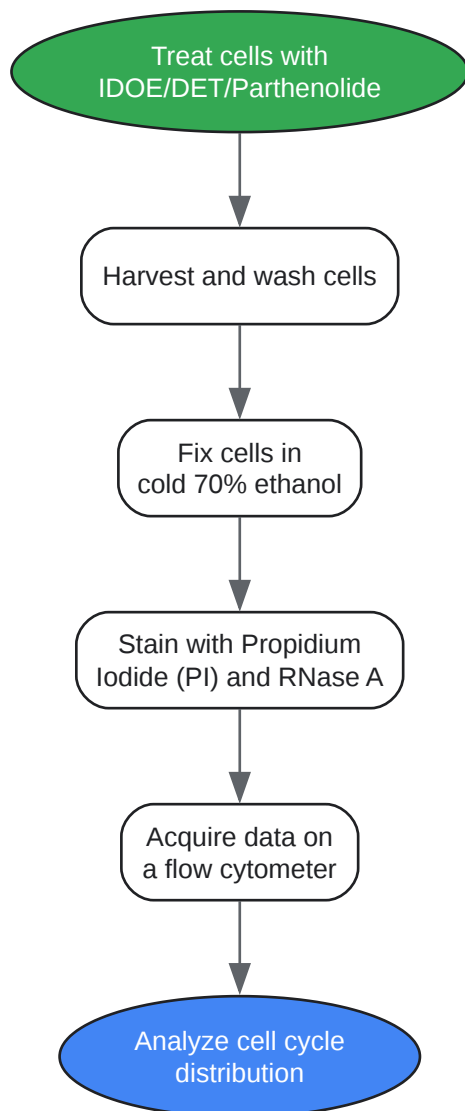 Treat cells with
IDOE/DET/Parthenolide
Harvest and wash cells
Fix cells in
cold 70% ethanol
Stain with Propidium
Iodide (PI) and RNase A
Acquire data on
a flow cytometer
Analyze cell cycle
distribution